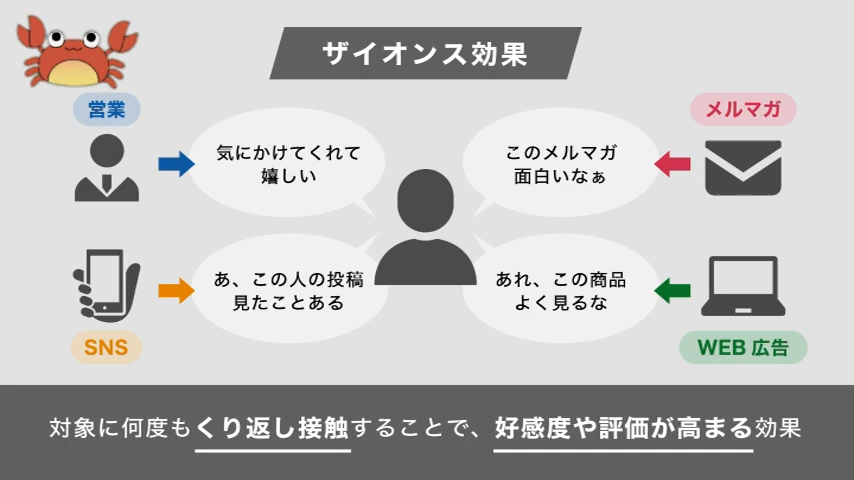 ザイオンス効果
営業
気にかけてくれて
嬉しい
このメルマガ
面白いなぁ
メルマガ
あ、この人の投稿
見たことある
あれ、この商品
よく見るな
SNS
WEB 広告
対象に何度もくり返し接触することで、好感度や評価が高まる効果